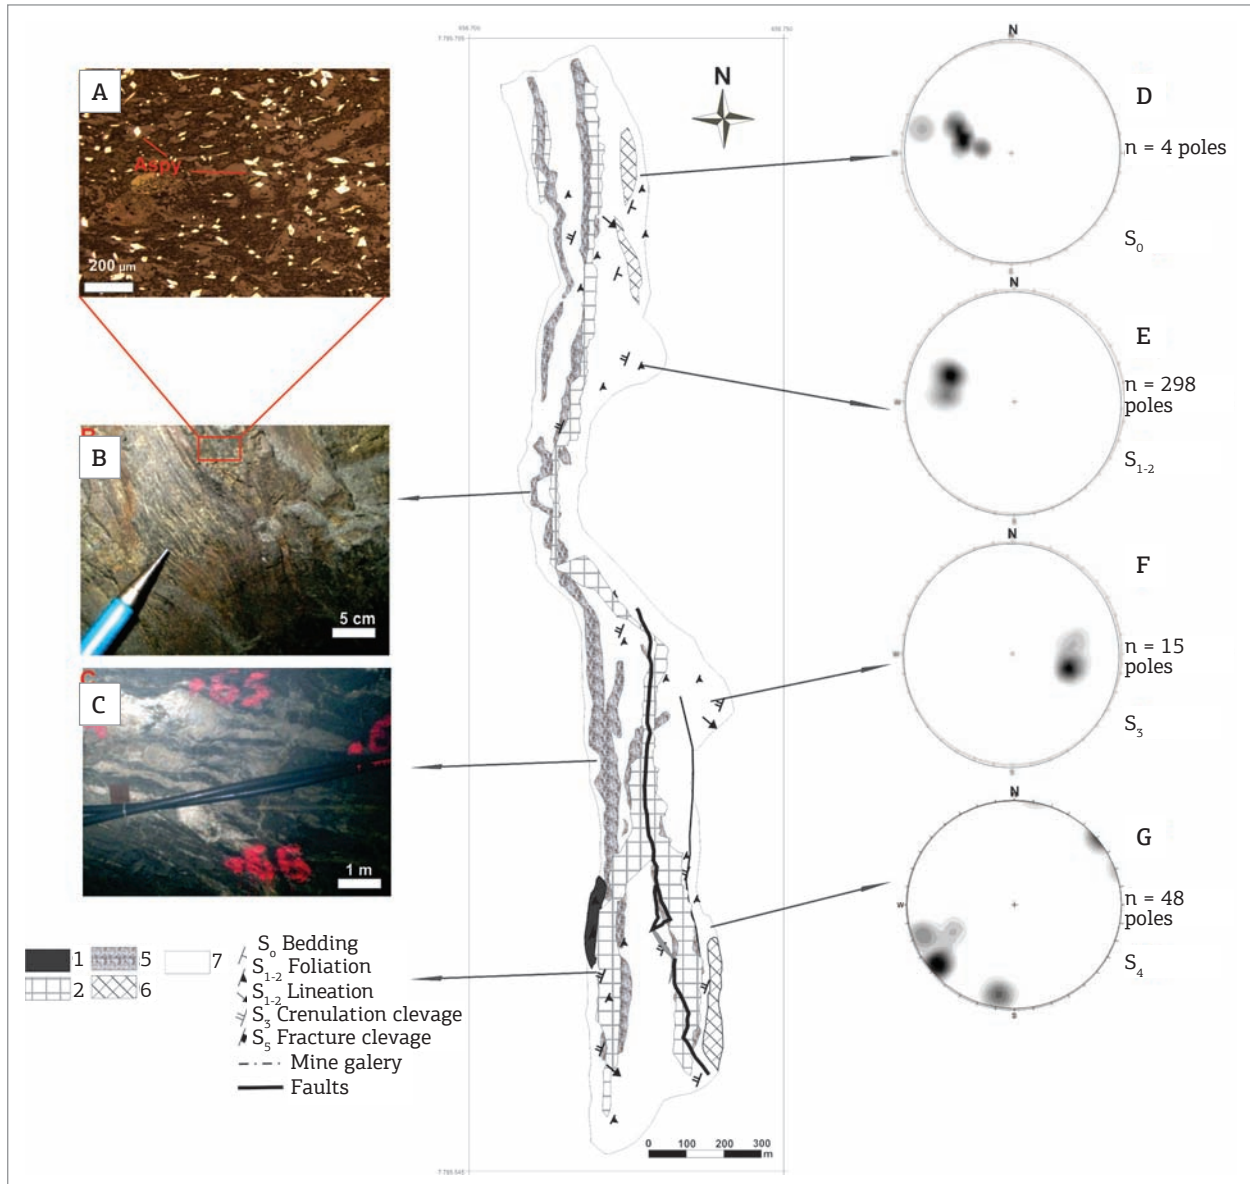 A
Aspy
200 µm
B
5 cm
C
1 m
1
5
7
2
6
S0 Bedding
S1-2 Foliation
S1-2 Lineation
S3 Crenulation clevage
S5 Fracture clevage
Mine galery
Faults
N
0 100 200 300
m
N
D
n = 4 poles
S0
N
E
n = 298
poles
S1-2
N
F
n = 15
poles
S3
N
G
W
n = 48
poles
S4
S